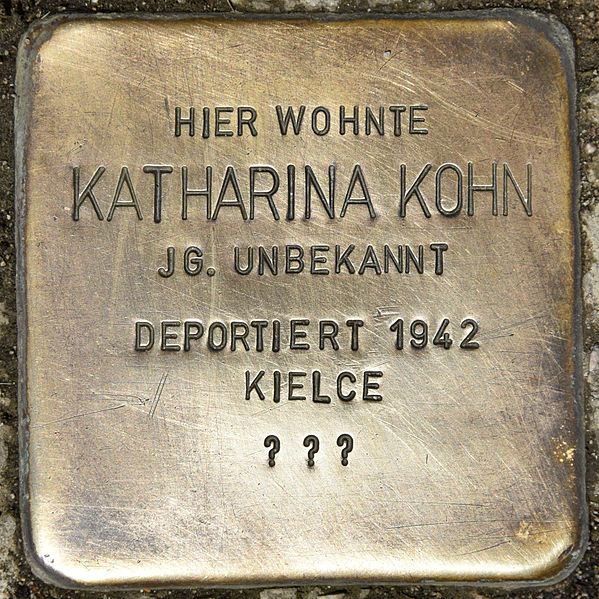 HIER WOHNTE
KATHARINA KOHN
JG. UNBEKANNT
DEPORTIERT 1942
KIELCE
? ? ?